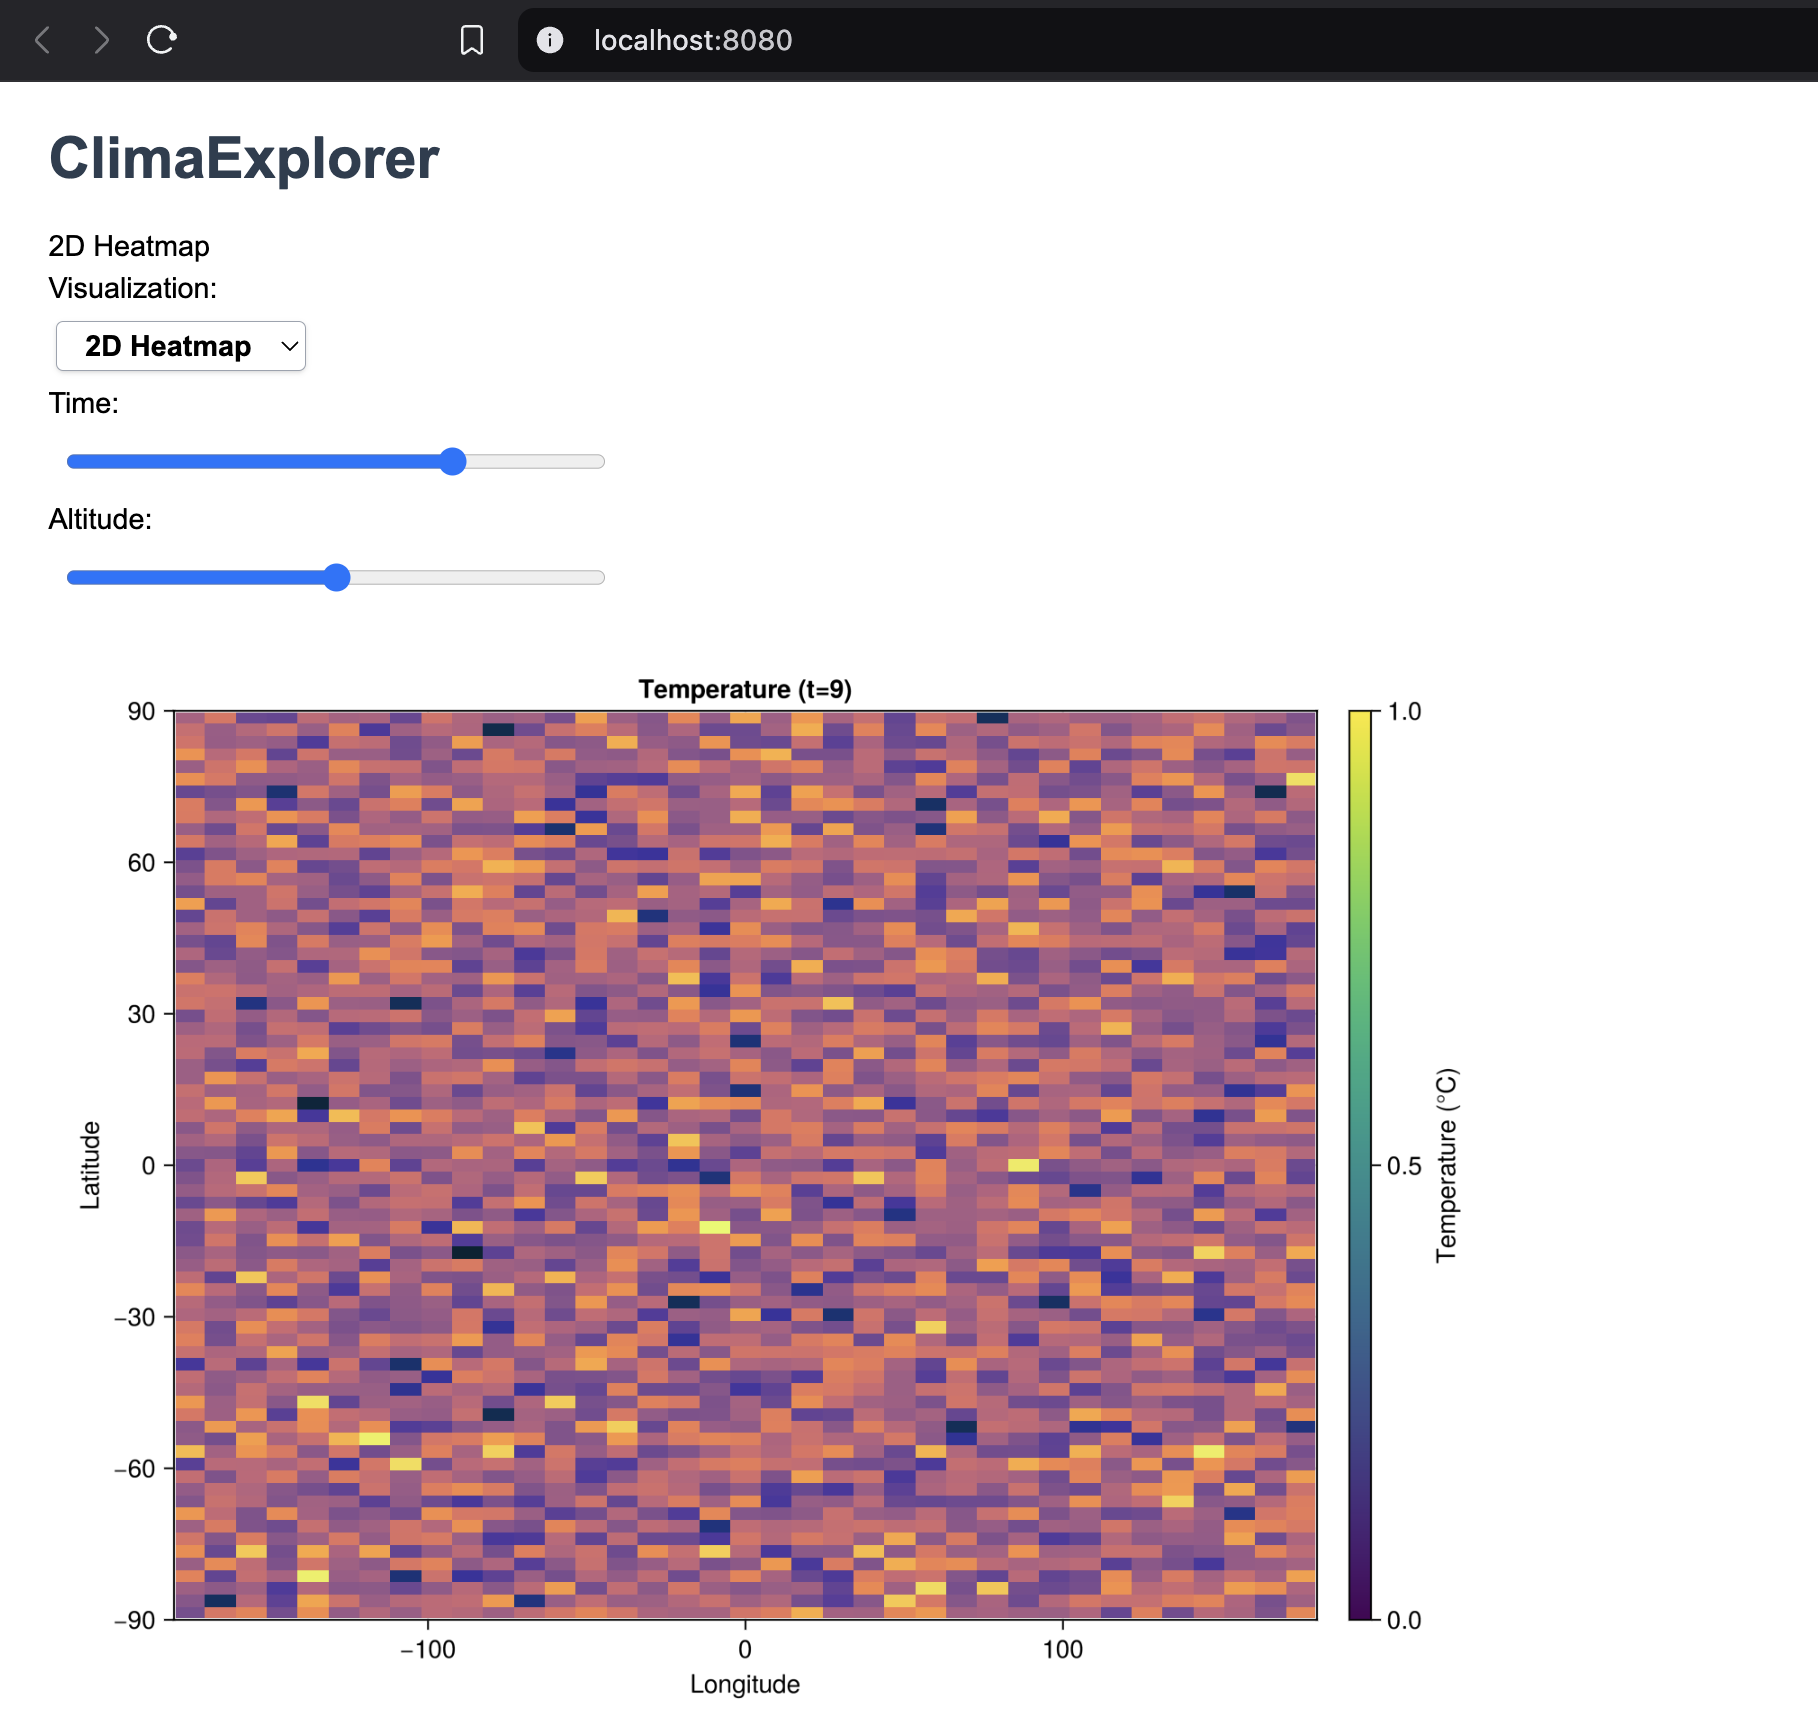 localhost:8080
ClimaExplorer
2D Heatmap
Visualization:
2D Heatmap
Time:
Altitude:
Temperature (t=9)
90
60
30
0
−30
−60
−90
Latitude
−100
0
100
Longitude
1.0
0.5
0.0
Temperature (°C)